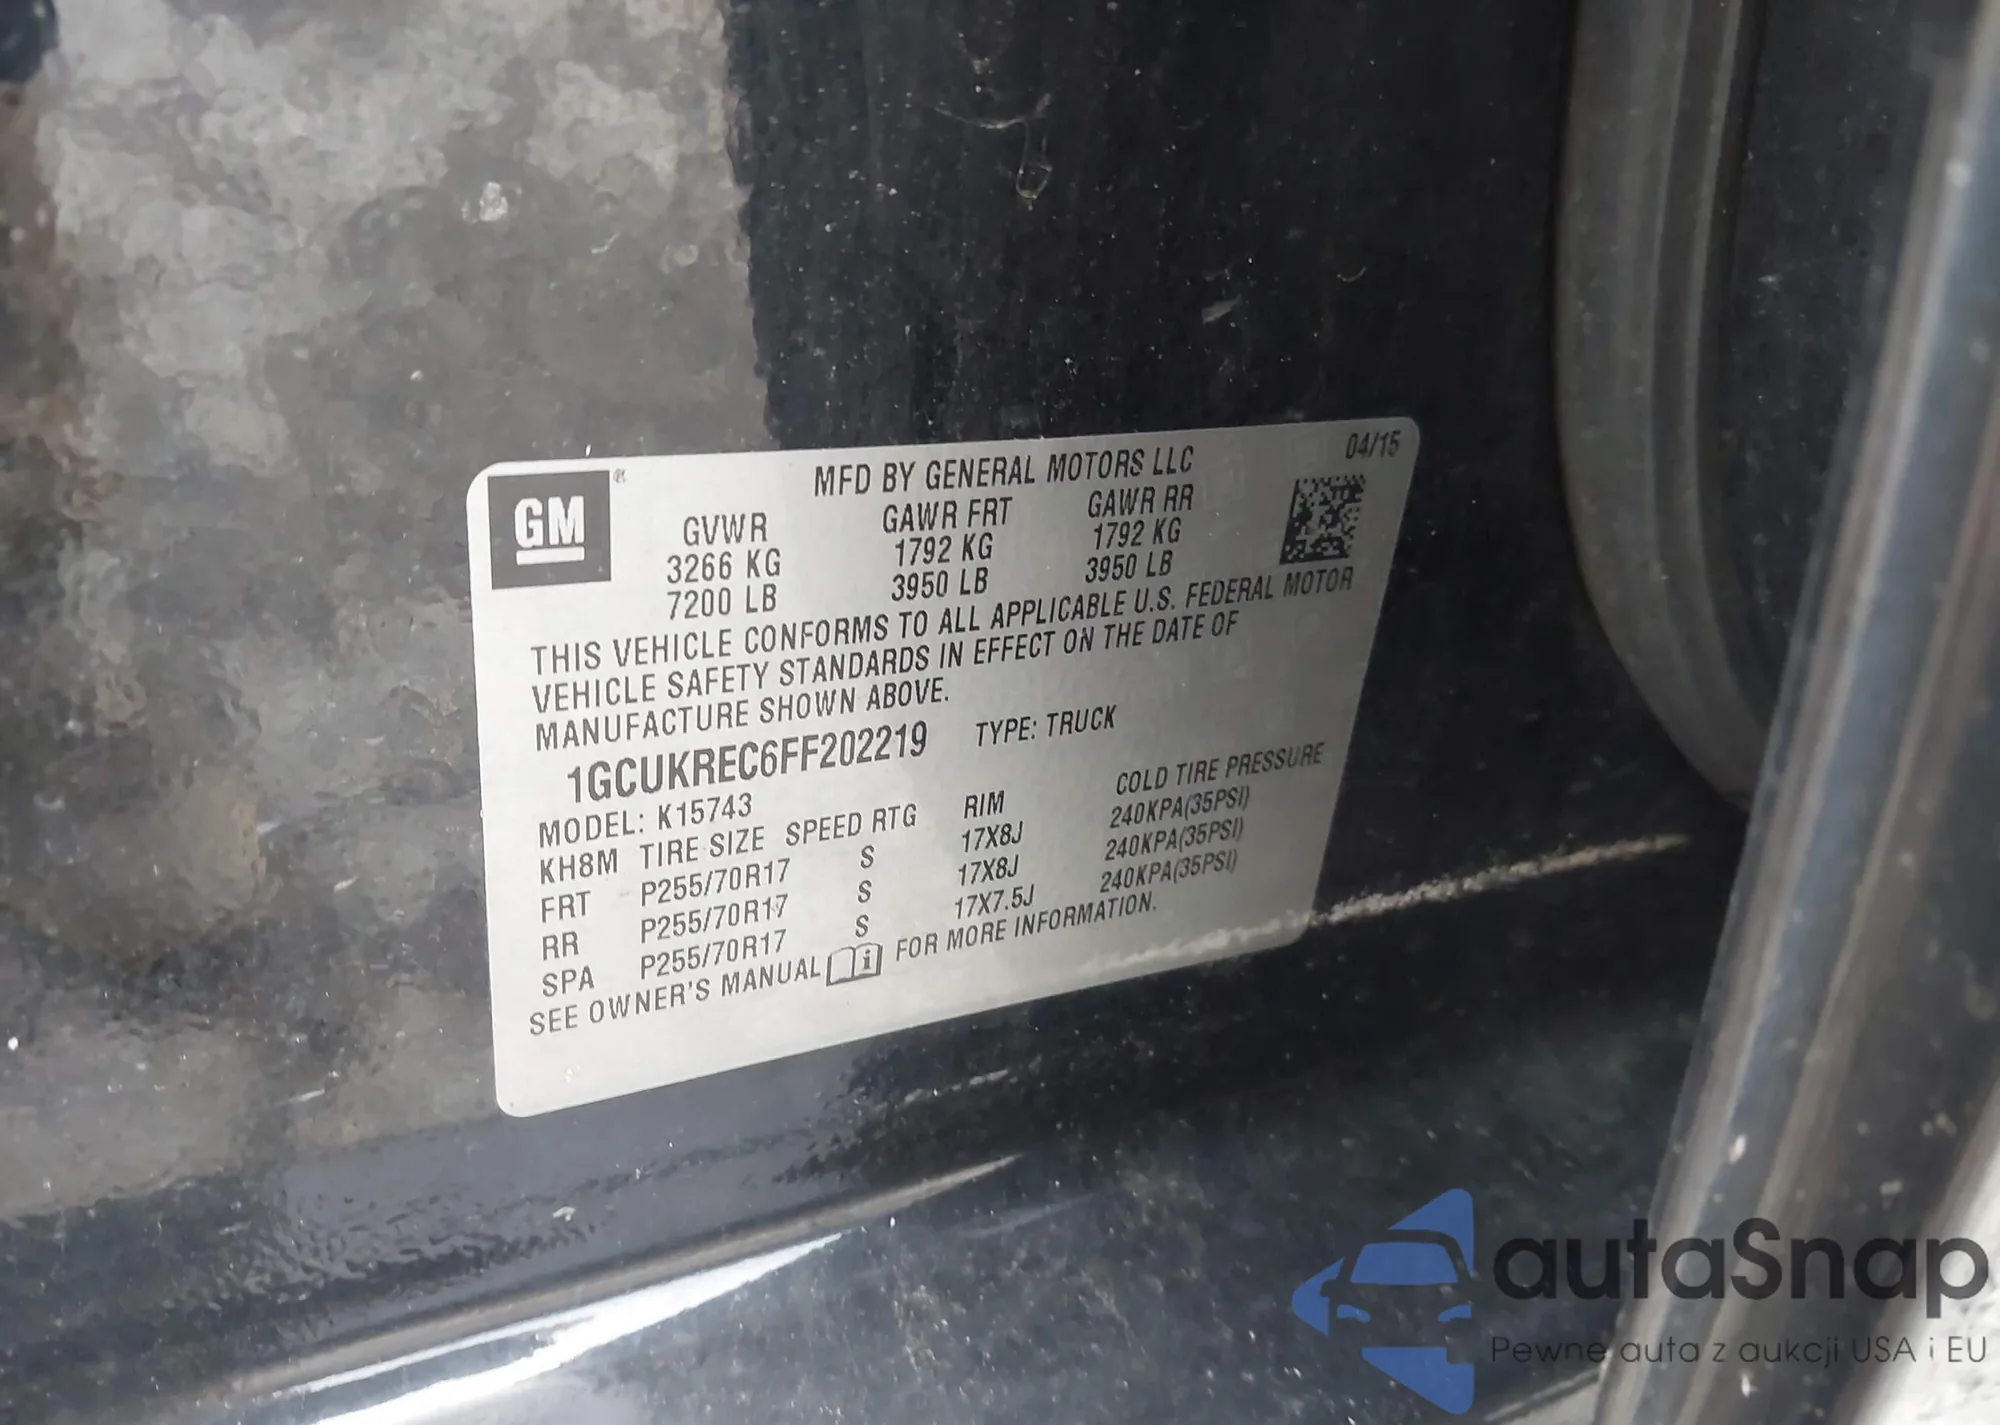 GM ®
MFD BY GENERAL MOTORS LLC 04/15
GVWR GAWR FRT GAWR RR
3266 KG 1792 KG 1792 KG
7200 LB 3950 LB 3950 LB
THIS VEHICLE CONFORMS TO ALL APPLICABLE U.S. FEDERAL MOTOR
VEHICLE SAFETY STANDARDS IN EFFECT ON THE DATE OF
MANUFACTURE SHOWN ABOVE.
1GCUKREC6FF202219 TYPE: TRUCK
MODEL: K15743
KH8M TIRE SIZE SPEED RTG RIM COLD TIRE PRESSURE
FRT P255/70R17 S 17X8J 240KPA(35PSI)
RR P255/70R17 S 17X8J 240KPA(35PSI)
SPA P255/70R17 S 17X7.5J 240KPA(35PSI)
SEE OWNER'S MANUAL i FOR MORE INFORMATION.
autaSnap
Pewne auta z aukcji USA i EU